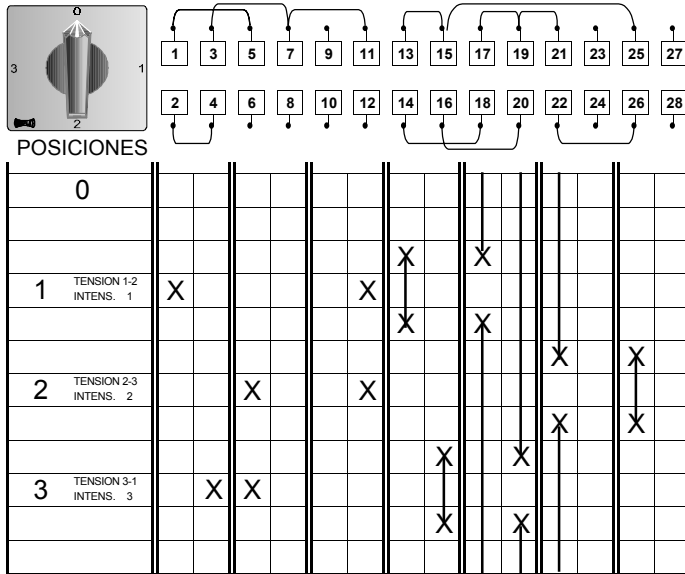 0
3 1
2
1 3 5 7 9 11 13 15 17 19 21 23 25 27
2 4 6 8 10 12 14 16 18 20 22 24 26 28
POSICIONES
0
X X
1 TENSION 1-2
INTENS. 1
X X
X X
X X
2 TENSION 2-3
INTENS. 2
X X
X X
X X
3 TENSION 3-1
INTENS. 3
X X
X X